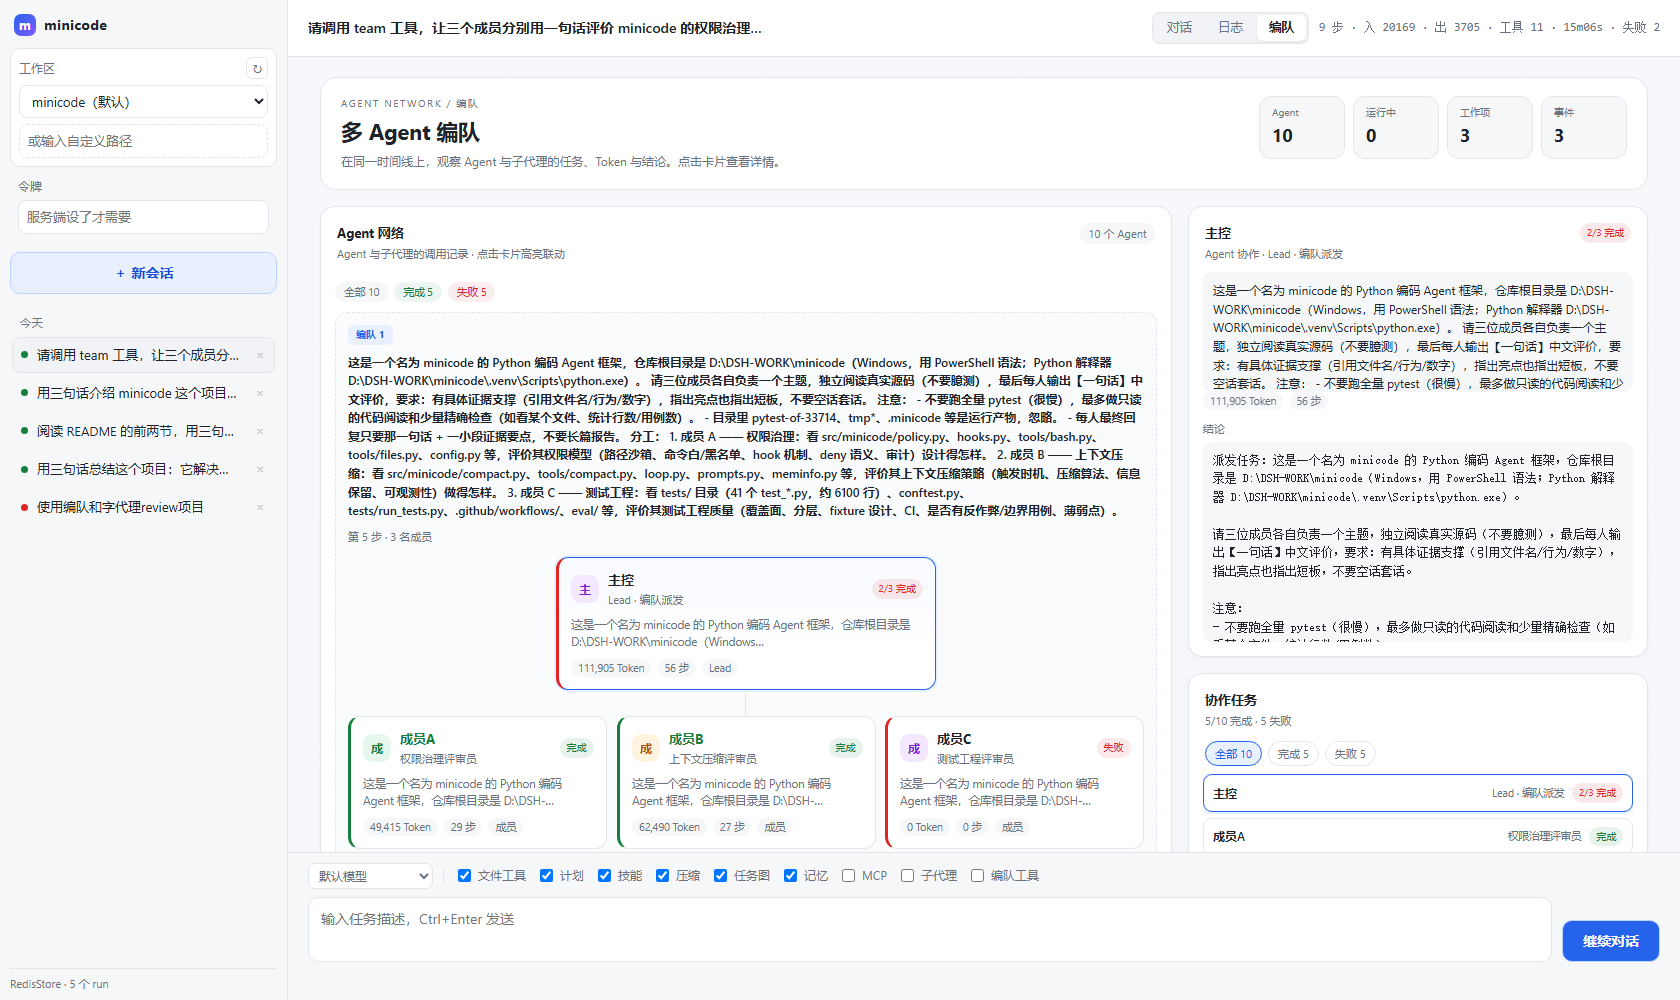 m minicode
工作区
↻
minicode（默认）
或输入自定义路径
令牌
服务端设了才需要
+ 新会话
今天
请调用 team 工具，让三个成员分... ×
用三句话介绍 minicode 这个项目... ×
阅读 README 的前两节，用三句... ×
用三句话总结这个项目：它解决... ×
使用编队和字代理review项目 ×
RedisStore · 5 个 run
请调用 team 工具，让三个成员分别用一句话评价 minicode 的权限治理...
对话 日志 编队
9 步 · 入 20169 · 出 3705 · 工具 11 · 15m06s · 失败 2
AGENT NETWORK / 编队
多 Agent 编队
在同一时间线上，观察 Agent 与子代理的任务、Token 与结论。点击卡片查看详情。
Agent
10
运行中
0
工作项
3
事件
3
Agent 网络
10 个 Agent
Agent 与子代理的调用记录 · 点击卡片高亮联动
全部 10 完成 5 失败 5
编队 1
这是一个名为 minicode 的 Python 编码 Agent 框架，仓库根目录是 D:\DSH-WORK\minicode（Windows，用 PowerShell 语法；Python 解释器
D:\DSH-WORK\minicode\.venv\Scripts\python.exe）。 请三位成员各自负责一个主题，独立阅读真实源码（不要臆测），最后每人输出【一句话】中
文评价，要求：有具体证据支撑（引用文件名/行为/数字），指出亮点也指出短板，不要空话套话。 注意： - 不要跑全量 pytest（很慢），最多做只读
的代码阅读和少量精确检查（如看某个文件、统计行数/用例数）。 - 目录里 pytest-of-33714、tmp*、.minicode 等是运行产物，忽略。 - 每人最终回
复只要那一句话 + 一小段证据要点，不要长篇报告。 分工： 1. 成员 A —— 权限治理：看 src/minicode/policy.py、hooks.py、tools/bash.py、
tools/files.py、config.py 等，评价其权限模型（路径沙箱、命令白/黑名单、hook 机制、deny 语义、审计）设计得怎样。 2. 成员 B —— 上下文压
缩：看 src/minicode/compact.py、tools/compact.py、loop.py、prompts.py、meminfo.py 等，评价其上下文压缩策略（触发时机、压缩算法、信息
保留、可观测性）做得怎样。 3. 成员 C —— 测试工程：看 tests/ 目录（41 个 test_*.py，约 6100 行）、conftest.py、
tests/run_tests.py、.github/workflows/、eval/ 等，评价其测试工程质量（覆盖面、分层、fixture 设计、CI、是否有反作弊/边界用例、薄弱点）。
第 5 步 · 3 名成员
主 主控
Lead · 编队派发
2/3 完成
这是一个名为 minicode 的 Python 编码 Agent 框架，仓库根目录是
D:\DSH-WORK\minicode（Windows...
111,905 Token 56 步 Lead
成 成员A
权限治理评审员
完成
这是一个名为 minicode 的 Python 编码
Agent 框架，仓库根目录是 D:\DSH-...
49,415 Token 29 步 成员
成 成员B
上下文压缩评审员
完成
这是一个名为 minicode 的 Python 编码
Agent 框架，仓库根目录是 D:\DSH-...
62,490 Token 27 步 成员
成 成员C
测试工程评审员
失败
这是一个名为 minicode 的 Python 编码
Agent 框架，仓库根目录是 D:\DSH-...
0 Token 0 步 成员
主控
2/3 完成
Agent 协作 · Lead · 编队派发
这是一个名为 minicode 的 Python 编码 Agent 框架，仓库根目录是 D:\DSH-
WORK\minicode（Windows，用 PowerShell 语法；Python 解释器 D:\DSH-
WORK\minicode\.venv\Scripts\python.exe）。 请三位成员各自负责一个主
题，独立阅读真实源码（不要臆测），最后每人输出【一句话】中文评价，要
求：有具体证据支撑（引用文件名/行为/数字），指出亮点也指出短板，不要
空话套话。 注意： - 不要跑全量 pytest（很慢），最多做只读的代码阅读和少
111,905 Token 56 步
结论
派发任务：这是一个名为 minicode 的 Python 编码 Agent 框架，仓库根目
录是 D:\DSH-WORK\minicode（Windows，用 PowerShell 语法；Python 解释
器 D:\DSH-WORK\minicode\.venv\Scripts\python.exe）。
请三位成员各自负责一个主题，独立阅读真实源码（不要臆测），最后每人输
出【一句话】中文评价，要求：有具体证据支撑（引用文件名/行为/数字），
指出亮点也指出短板，不要空话套话。
注意：
- 不要跑全量 pytest（很慢），最多做只读的代码阅读和少量精确检查（如
协作任务
5/10 完成 · 5 失败
全部 10 完成 5 失败 5
主控 Lead · 编队派发 2/3 完成
成员A 权限治理评审员 完成
默认模型 文件工具 计划 技能 压缩 任务图 记忆 MCP 子代理 编队工具
输入任务描述，Ctrl+Enter 发送
继续对话